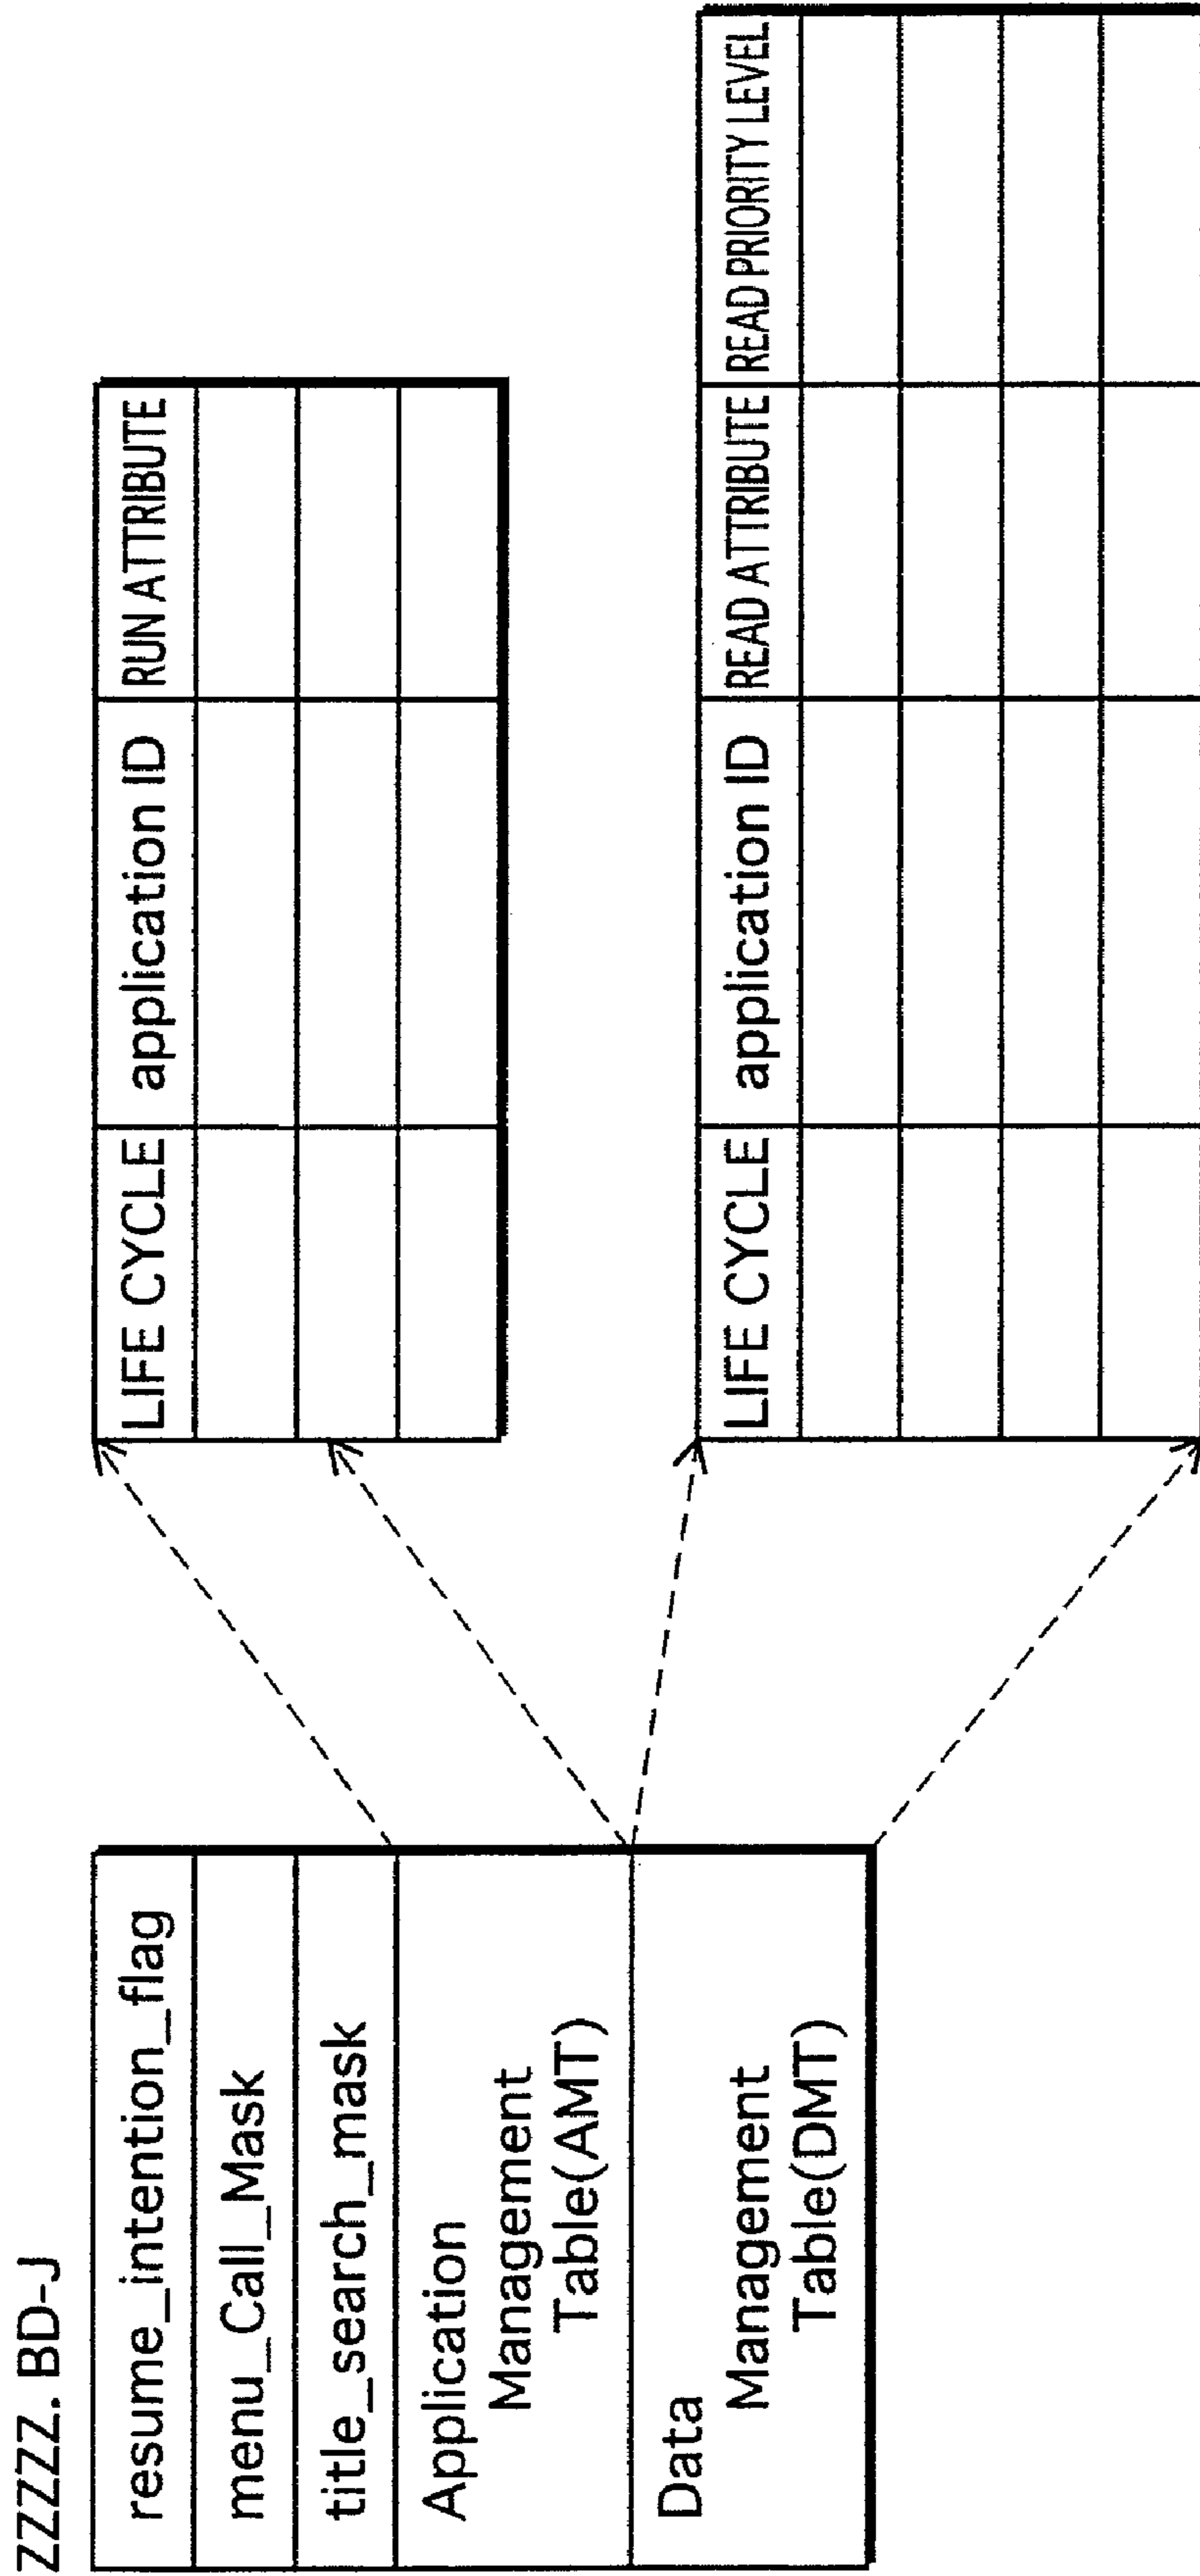 ZZZZZ. BD-J
resume_intention_flag
menu_Call_Mask
title_search_mask
Application
Management
Table(AMT)
Data
Management
Table(DMT)
LIFE CYCLE application ID RUN ATTRIBUTE
LIFE CYCLE application ID READ ATTRIBUTE READ PRIORITY LEVEL